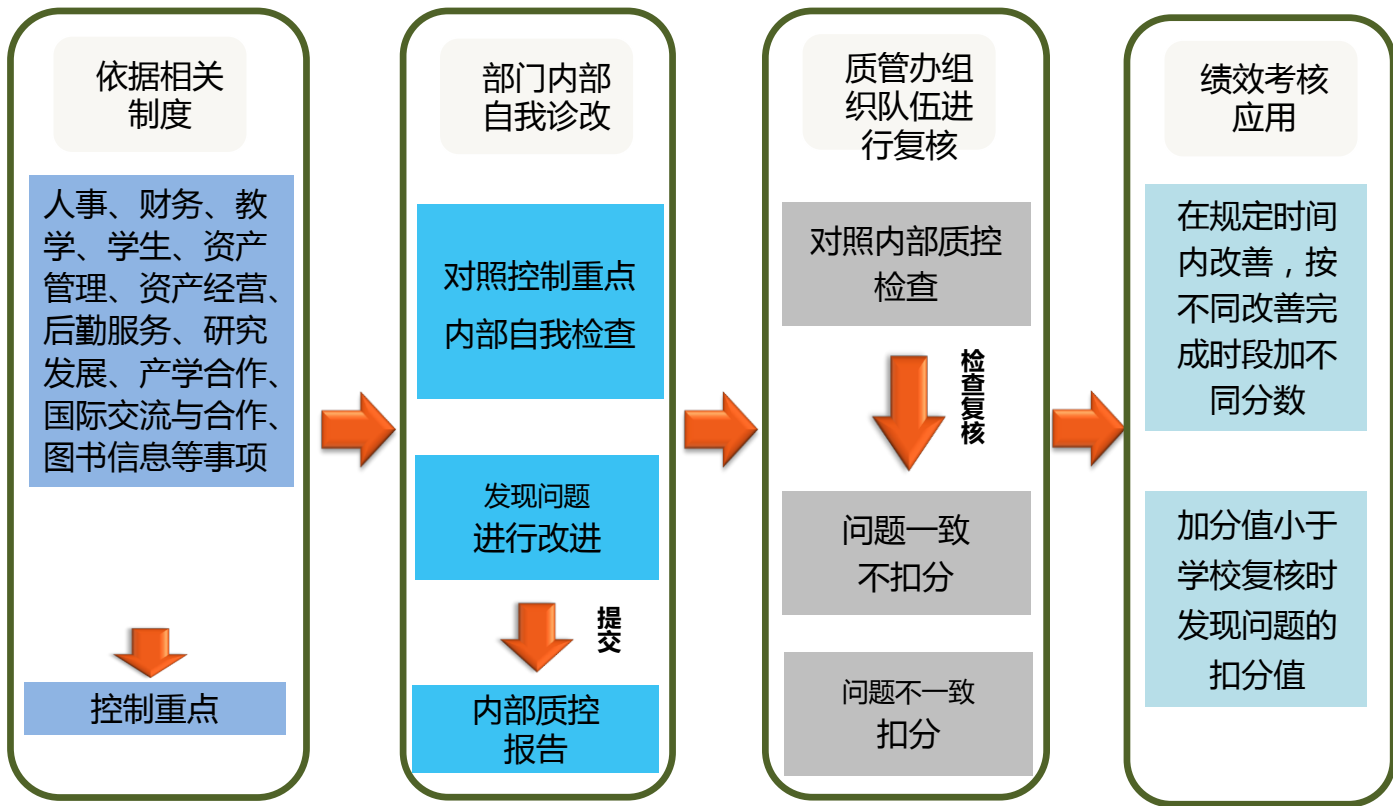 依据相关
制度
人事、财务、教
学、学生、资产
管理、资产经营、
后勤服务、研究
发展、产学合作、
国际交流与合作、
图书信息等事项
控制重点
部门内部
自我诊改
对照控制重点
内部自我检查
发现问题
进行改进
提交
内部质控
报告
质管办组
织队伍进
行复核
对照内部质控
检查
检查复核
问题一致
不扣分
问题不一致
扣分
绩效考核
应用
在规定时间
内改善，按
不同改善完
成时段加不
同分数
加分值小于
学校复核时
发现问题的
扣分值